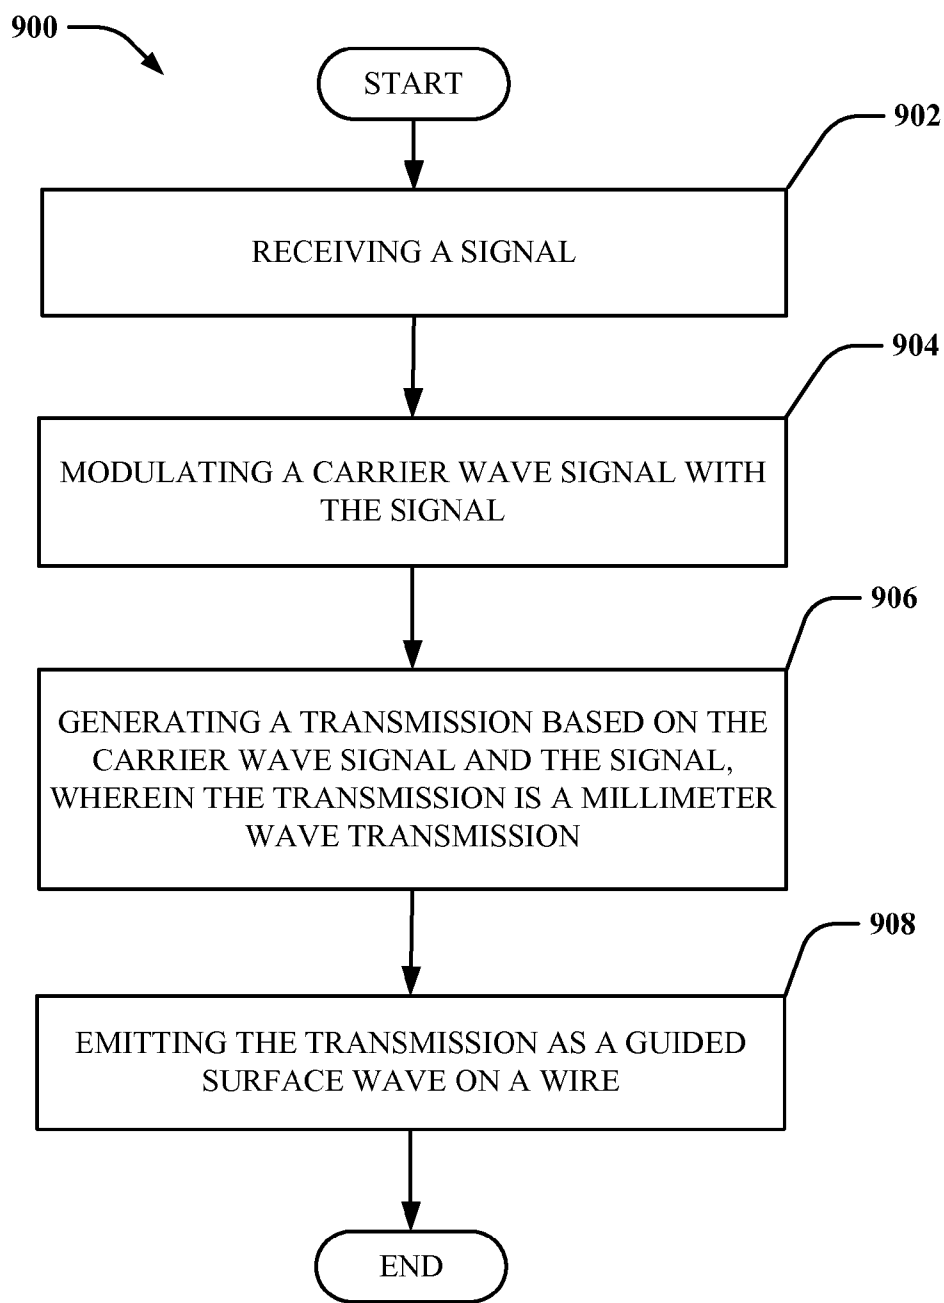 900
START
902
RECEIVING A SIGNAL
904
MODULATING A CARRIER WAVE SIGNAL WITH
THE SIGNAL
906
GENERATING A TRANSMISSION BASED ON THE
CARRIER WAVE SIGNAL AND THE SIGNAL,
WHEREIN THE TRANSMISSION IS A MILLIMETER
WAVE TRANSMISSION
908
EMITTING THE TRANSMISSION AS A GUIDED
SURFACE WAVE ON A WIRE
END